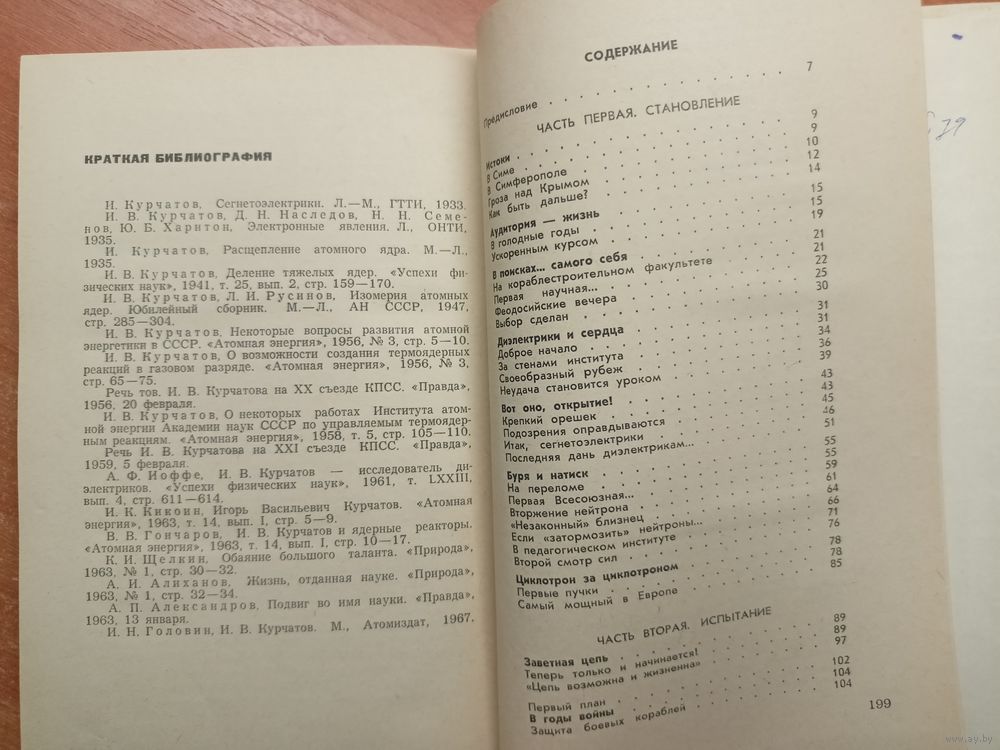 КРАТКАЯ БИБЛИОГРАФИЯ
И. Курчатов, Сегнетоэлектрики. Л.—М., ГТТИ, 1933.
И. В. Курчатов, Д. Н. Наследов, Н. Н. Семе-
нов, Ю. Б. Харитон, Электронные явления. Л., ОНТИ,
1935.
И. Курчатов, Расщепление атомного ядра. М.—Л.,
1935.
И. В. Курчатов, Деление тяжелых ядер. «Успехи фи-
зических наук», 1941, т. 25, вып. 2, стр. 159—170.
И. В. Курчатов, Л. И. Русинов, Изомерия атомных
ядер. Юбилейный сборник. М.—Л., АН СССР, 1947,
стр. 285—304.
И. В. Курчатов, Некоторые вопросы развития атомной
энергетики в СССР. «Атомная энергия», 1956, № 3, стр. 5—10.
И. В. Курчатов, О возможности создания термоядерных
реакций в газовом разряде. «Атомная энергия», 1956, № 3,
стр. 65—75.
Речь тов. И. В. Курчатова на XX съезде КПСС. «Правда»,
1956, 20 февраля.
И. В. Курчатов, О некоторых работах Института атом-
ной энергии Академии наук СССР по управляемым термоядер-
ным реакциям. «Атомная энергия», 1958, т. 5, стр. 105—110.
Речь И. В. Курчатова на XXI съезде КПСС. «Правда»,
1959, 5 февраля.
А. Ф. Иоффе, И. В. Курчатов — исследователь ди-
электриков. «Успехи физических наук», 1961, т. LXXIII,
вып. 4, стр. 611—614.
И. К. Кикоин, Игорь Васильевич Курчатов. «Атомная
энергия», 1963, т. 14, вып. I, стр. 5—9.
В. В. Гончаров, И. В. Курчатов и ядерные реакторы.
«Атомная энергия», 1963, т. 14, вып. I, стр. 10—17.
К. И. Щелкин, Обаяние большого таланта. «Природа»,
1963, № 1, стр. 30—32.
А. И. Алиханов, Жизнь, отданная науке. «Природа»,
1963, № 1, стр. 32—34.
А. П. Александров, Подвиг во имя науки. «Правда»,
1963, 13 января.
И. Н. Головин, И. В. Курчатов. М., Атомиздат, 1967.
СОДЕРЖАНИЕ
Предисловие . . . . . . . . . . 7
ЧАСТЬ ПЕРВАЯ. СТАНОВЛЕНИЕ
Истоки . . . . . . . . . . 9
В Симе . . . . . . . . . . 9
В Симферополе . . . . . . . . 10
Гроза над Крымом . . . . . . . 12
Как быть дальше? . . . . . . . 14
Аудитория — жизнь . . . . . . . 15
В голодные годы . . . . . . . 15
Ускоренным курсом . . . . . . . 19
В поисках... самого себя . . . . . 21
На кораблестроительном факультете . . . 21
Первая научная... . . . . . . . 22
Феодосийские вечера . . . . . . 25
Выбор сделан . . . . . . . . 30
Диэлектрики и сердца . . . . . . 31
Доброе начало . . . . . . . . 31
За стенами института . . . . . . 34
Своеобразный рубеж . . . . . . 36
Неудача становится уроком . . . . . 39
Вот оно, открытие! . . . . . . . 43
Крепкий орешек . . . . . . . 43
Подозрения оправдываются . . . . . 45
Итак, сегнетоэлектрики . . . . . . 46
Последняя дань диэлектрикам... . . . . 51
Буря и натиск . . . . . . . . 55
На переломе . . . . . . . . 55
Первая Всесоюзная... . . . . . . 59
Вторжение нейтрона . . . . . . 61
«Незаконный» близнец . . . . . . 64
Если «затормозить» нейтроны... . . . . 66
В педагогическом институте . . . . . 71
Второй смотр сил . . . . . . . 76
Циклотрон за циклотроном . . . . . 78
Первые пучки . . . . . . . . 78
Самый мощный в Европе . . . . . . 85
ЧАСТЬ ВТОРАЯ. ИСПЫТАНИЕ
Заветная цепь . . . . . . . . 89
Теперь только и начинается! . . . . . 89
«Цепь возможна и жизненна» . . . . . 97
Первый план . . . . . . . . 102
В годы войны . . . . . . . . 104
Защита боевых кораблей . . . . . . 104
199
www.ay.by